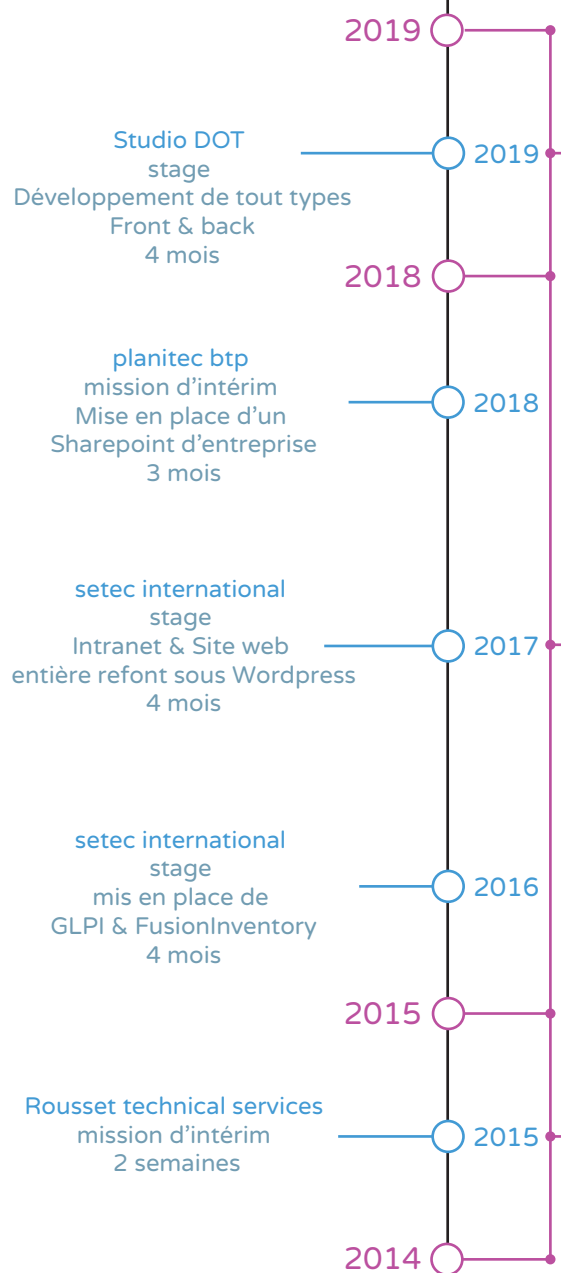 2019
Studio DOT
stage
Développement de tout types
Front & back
4 mois
2019
2018
planitec btp
mission d'intérim
Mise en place d'un
Sharepoint d'entreprise
3 mois
2018
setec international
stage
Intranet & Site web
entière refont sous Wordpress
4 mois
2017
setec international
stage
mis en place de
GLPI & FusionInventory
4 mois
2016
2015
Rousset technical services
mission d'intérim
2 semaines
2015
2014